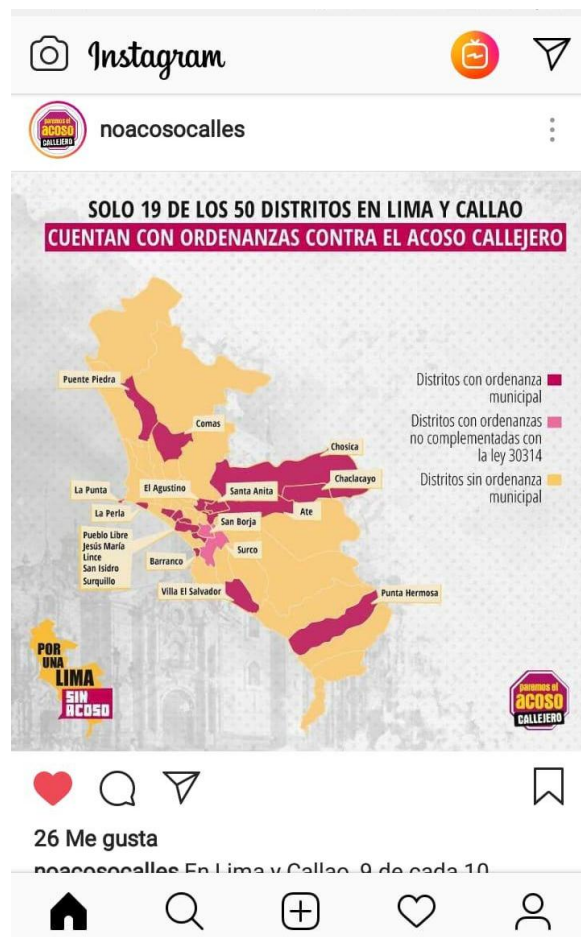 Instagram
paremos el
acoso
CALLEJERO
noacosocalles
SOLO 19 DE LOS 50 DISTRITOS EN LIMA Y CALLAO
CUENTAN CON ORDENANZAS CONTRA EL ACOSO CALLEJERO
Puente Piedra
Comas
Distritos con ordenanza
municipal
Distritos con ordenanzas
no complementadas con
la ley 30314
Distritos sin ordenanza
municipal
Chosica
Chaclacayo
La Punta
El Agustino
Santa Anita
Ate
La Perla
San Borja
Pueblo Libre
Jesús María
Lince
San Isidro
Surquillo
Barranco
Surco
Villa El Salvador
Punta Hermosa
POR
UNA
LIMA
SIN
ACOSO
paremos el
acoso
CALLEJERO
26 Me gusta
noacosocalles En Lima y Callao, 9 de cada 10